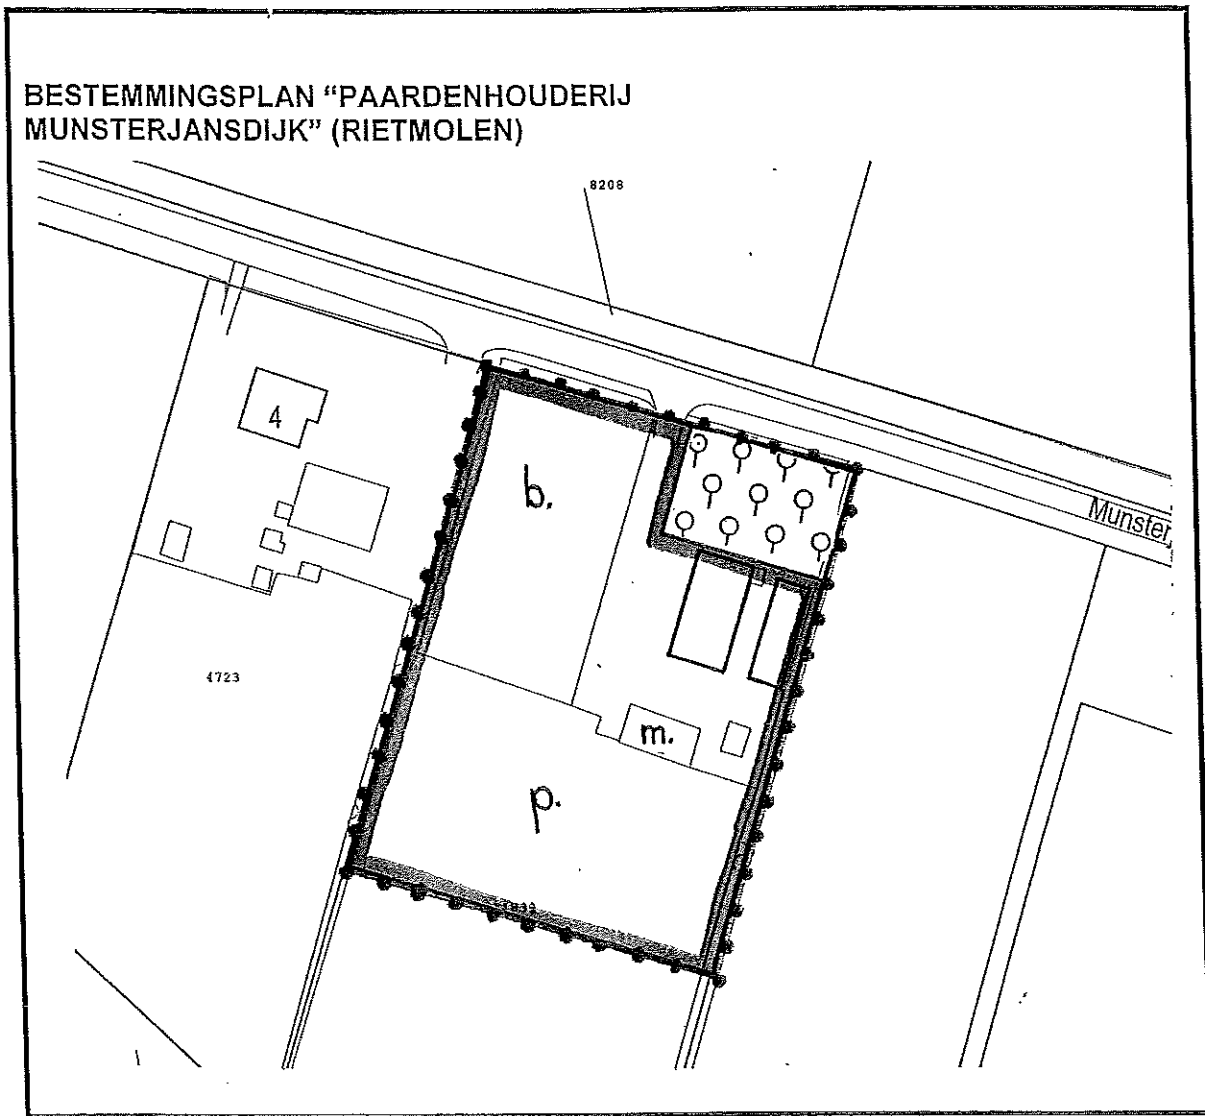 BESTEMMINGSPLAN “PAARDENHOUDERIJ
MUNSTERJANSDIJK” (RIETMOLEN)
8208
4
b.
Munster
4723
m.
p.